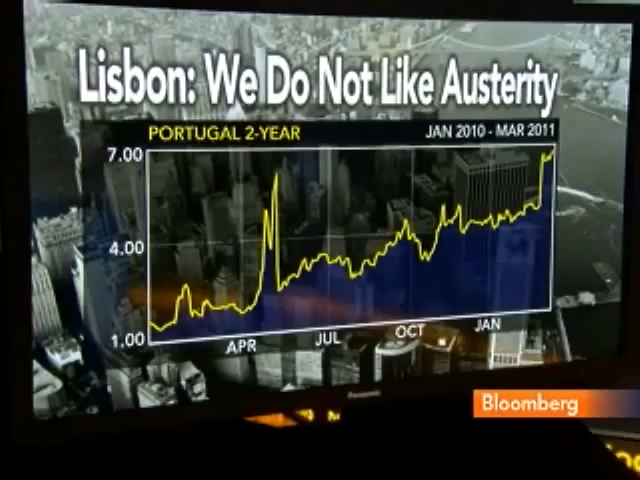 Lisbon: We Do Not Like Austerity
PORTUGAL 2-YEAR
JAN 2010 - MAR 2011
7.00
4.00
1.00
APR
JUL
OCT
JAN
Panasonic
Bloomberg